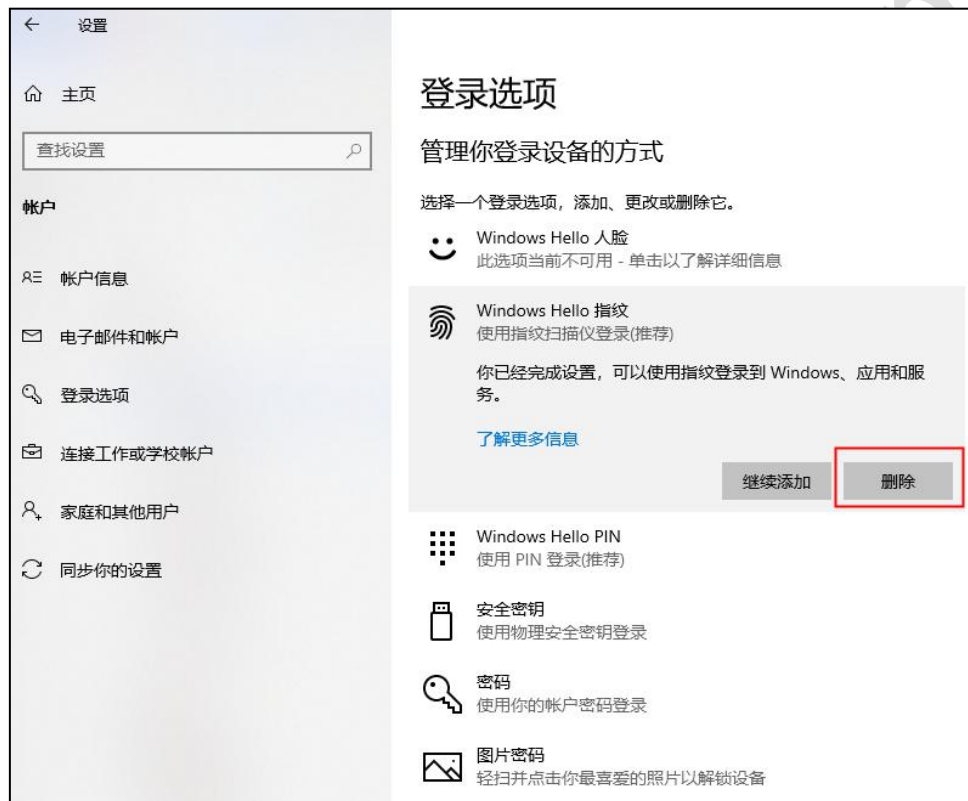 设置
主页
查找设置
帐户
帐户信息
电子邮件和帐户
登录选项
连接工作或学校帐户
家庭和其他用户
同步你的设置
登录选项
管理你登录设备的方式
选择一个登录选项，添加、更改或删除它。
Windows Hello 人脸
此选项当前不可用 - 单击以了解详细信息
Windows Hello 指纹
使用指纹扫描仪登录(推荐)
你已经完成设置，可以使用指纹登录到 Windows、应用和服
务。
了解更多信息
继续添加 删除
Windows Hello PIN
使用 PIN 登录(推荐)
安全密钥
使用物理安全密钥登录
密码
使用你的帐户密码登录
图片密码
轻扫并点击你最喜爱的照片以解锁设备